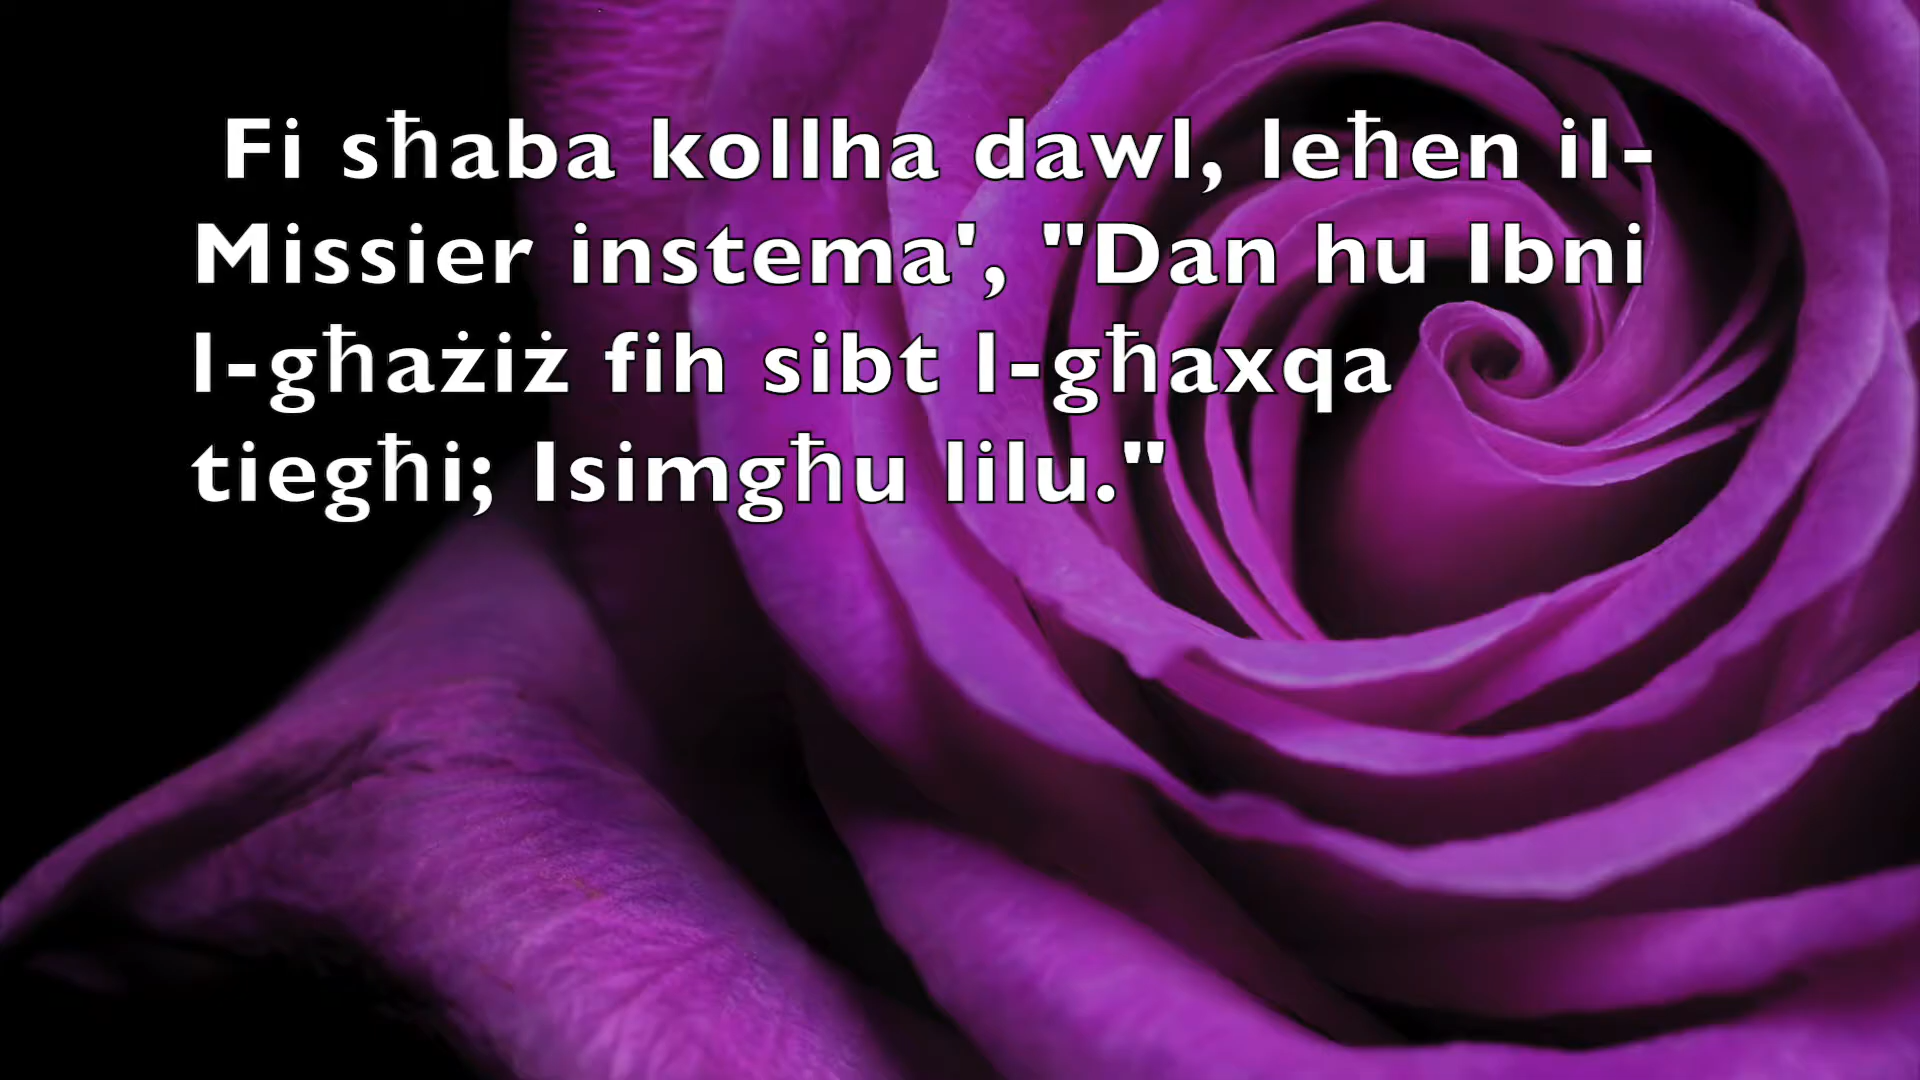 Fi sħaba kollha dawl, leħen il-
Missier instema', "Dan hu Ibni
l-għażiż fih sibt l-għaxqa
tiegħi; Isimgħu lilu."